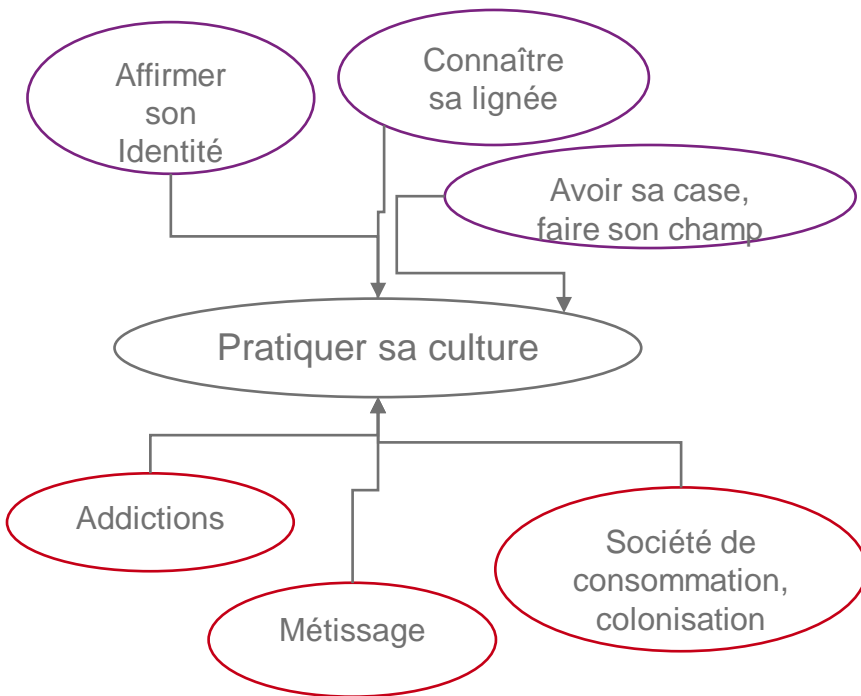 Affirmer
son
Identité
Connaître
sa lignée
Avoir sa case,
faire son champ
Pratiquer sa culture
Addictions
Métissage
Société de
consommation,
colonisation